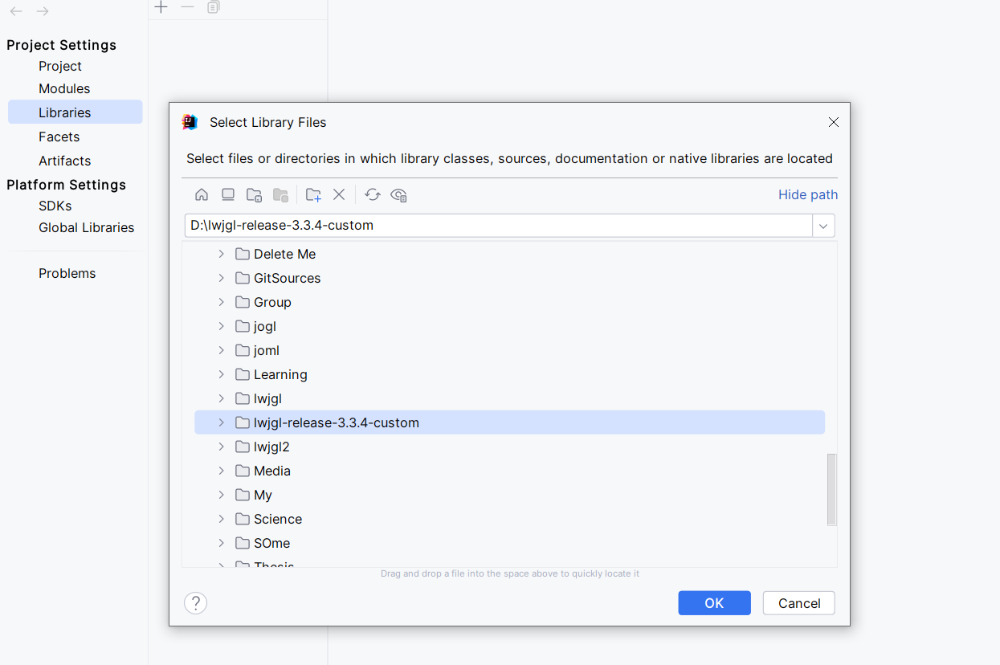 Project Settings
Project
Modules
Libraries
Facets
Artifacts
Platform Settings
SDKs
Global Libraries
Problems
Select Library Files
Select files or directories in which library classes, sources, documentation or native libraries are located
Hide path
D:\lwjgl-release-3.3.4-custom
Delete Me
GitSources
Group
jogl
joml
Learning
lwjgl
lwjgl-release-3.3.4-custom
lwjgl2
Media
My
Science
SOme
Thesis
Drag and drop a file into the space above to quickly locate it
?
OK
Cancel